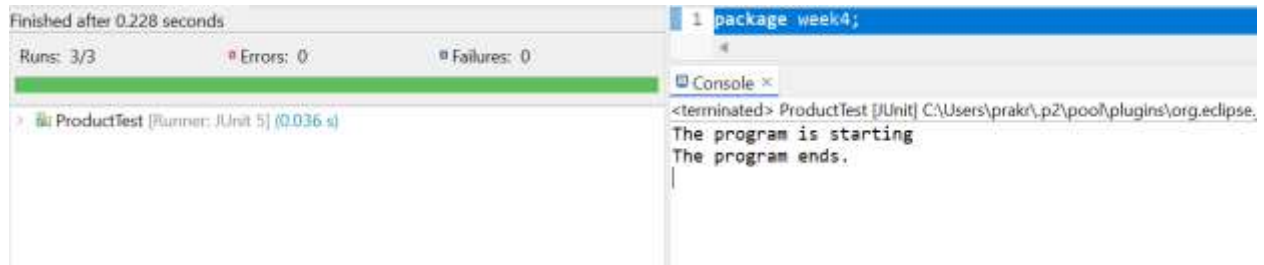 Finished after 0.228 seconds
Runs: 3/3 Errors: 0 Failures: 0
ProductTest [Runner: JUnit 5] (0.036 s)
1 package week4;
Console ×
<terminated> ProductTest [JUnit] C:\Users\prakr\.p2\pool\plugins\org.eclipse.
The program is starting
The program ends.